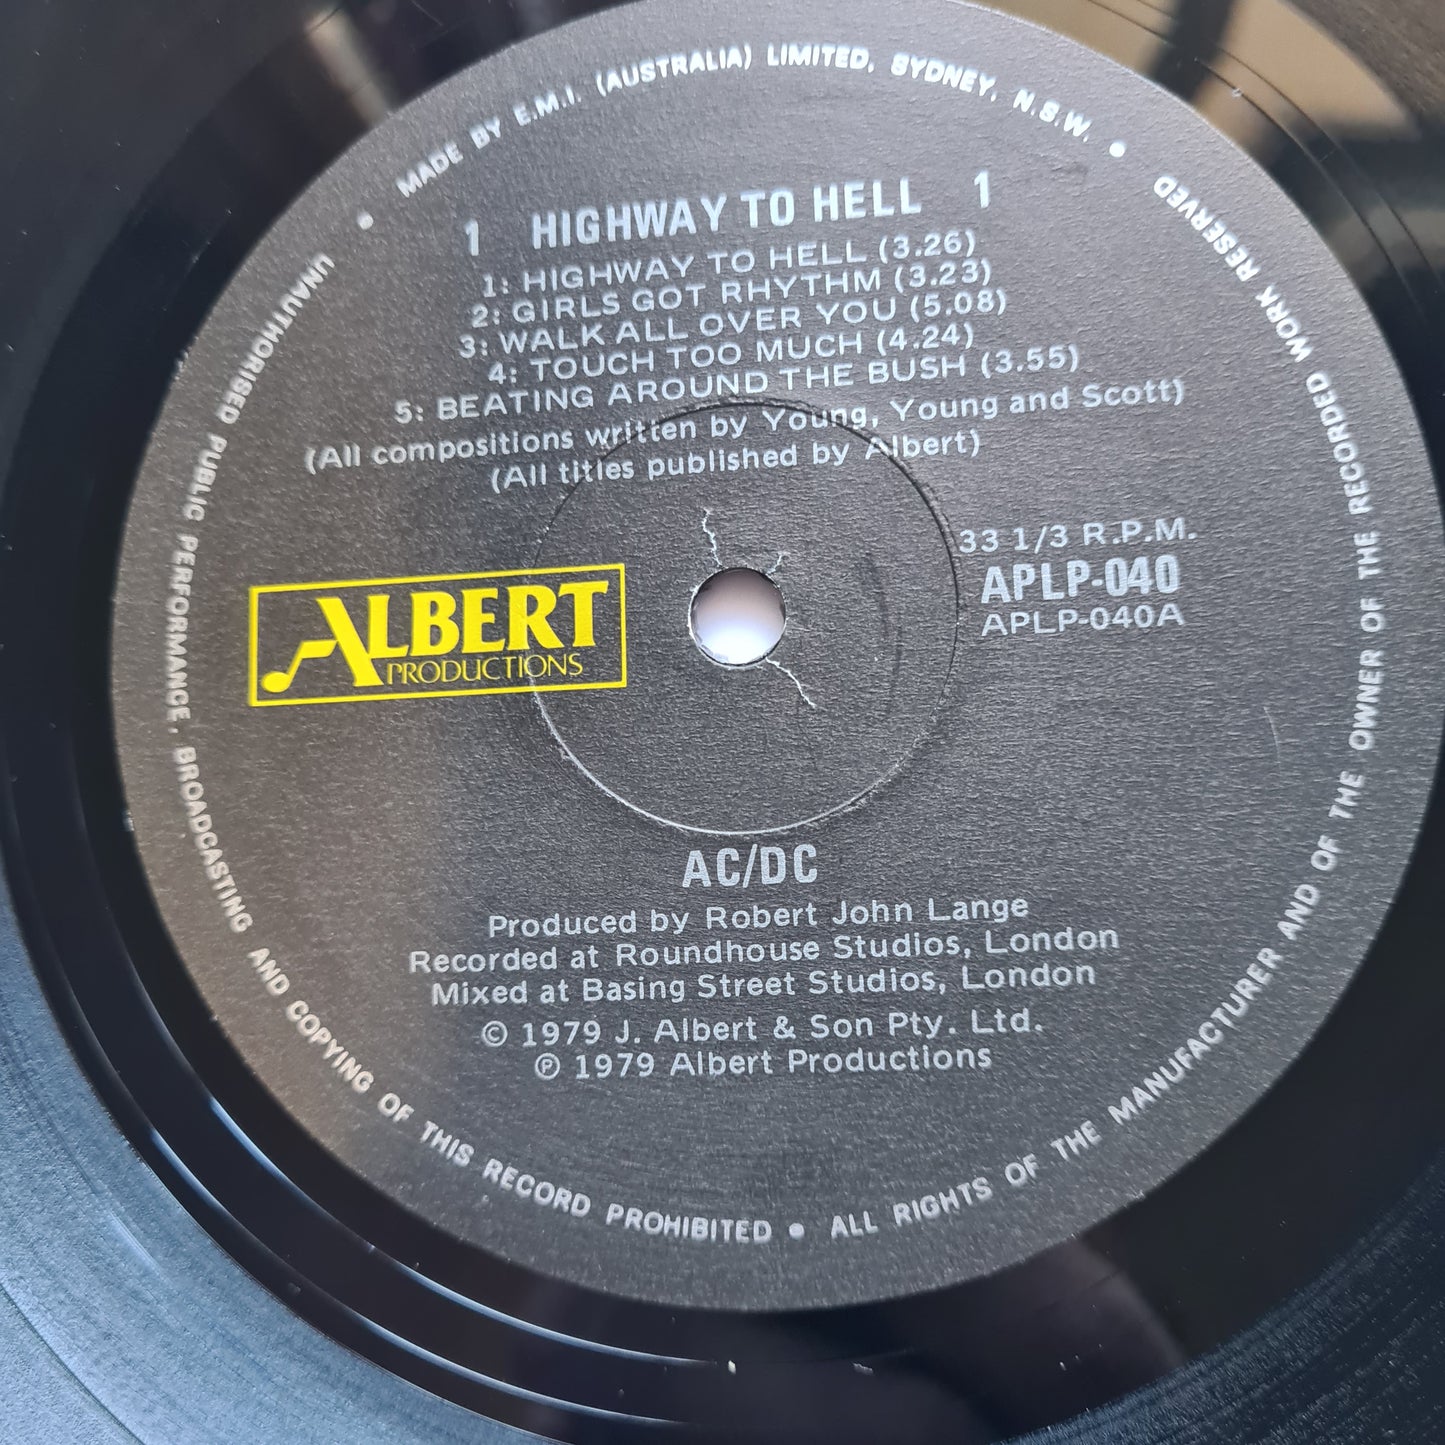 MADE BY E.M.I. (AUSTRALIA) LIMITED, SYDNEY, N.S.W. •
1 HIGHWAY TO HELL 1
1: HIGHWAY TO HELL (3.26)
2: GIRLS GOT RHYTHM (3.23)
3: WALK ALL OVER YOU (5.08)
4: TOUCH TOO MUCH (4.24)
5: BEATING AROUND THE BUSH (3.55)
(All compositions written by Young, Young and Scott)
(All titles published by Albert)
33 1/3 R.P.M.
APLP-040
APLP-040A
ALBERT
PRODUCTIONS
AC/DC
Produced by Robert John Lange
Recorded at Roundhouse Studios, London
Mixed at Basing Street Studios, London
© 1979 J. Albert & Son Pty. Ltd.
℗ 1979 Albert Productions
ALL RIGHTS OF THE MANUFACTURER AND OF THE OWNER OF THE RECORDED WORK RESERVED
• UNAUTHORISED PUBLIC PERFORMANCE, BROADCASTING AND COPYING OF THIS RECORD PROHIBITED •